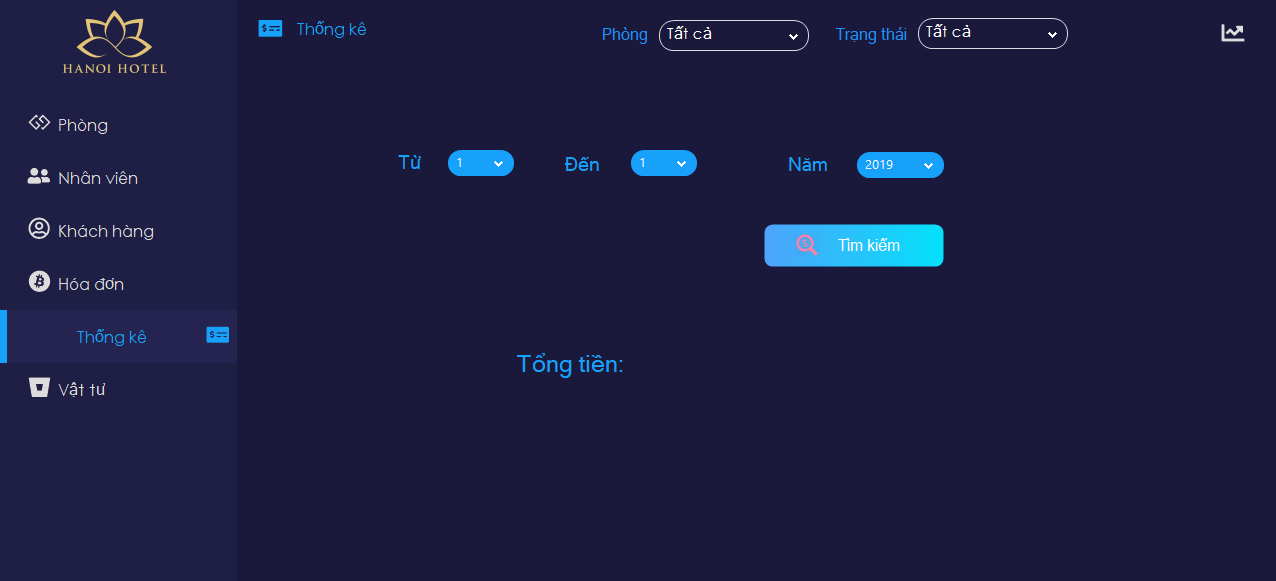 HANOI HOTEL
Phòng
Nhân viên
Khách hàng
Hóa đơn
Thống kê
Vật tư
Thống kê
Phòng Tất cả Trạng thái Tất cả
Từ 1 Đến 1 Năm 2019
Tìm kiếm
Tổng tiền: